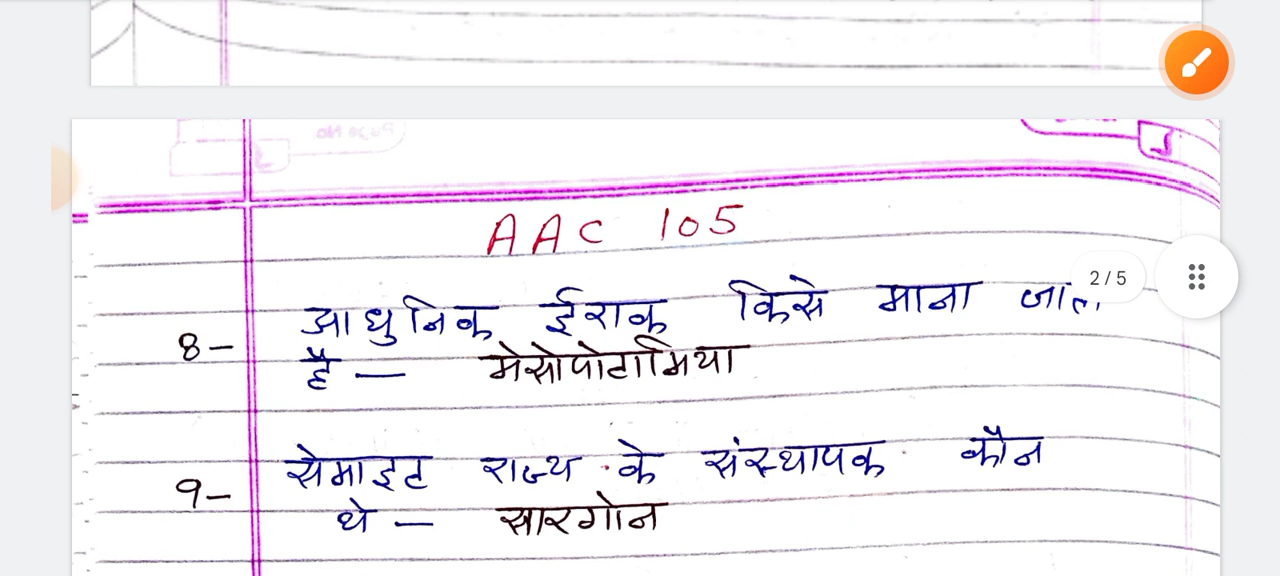 AAC 105
2/5
8- आधुनिक ईराक किसे माना
है — मेसोपोटामिया
9- सेमाइट राज्य के संस्थापक कौन
थे — सारगोन